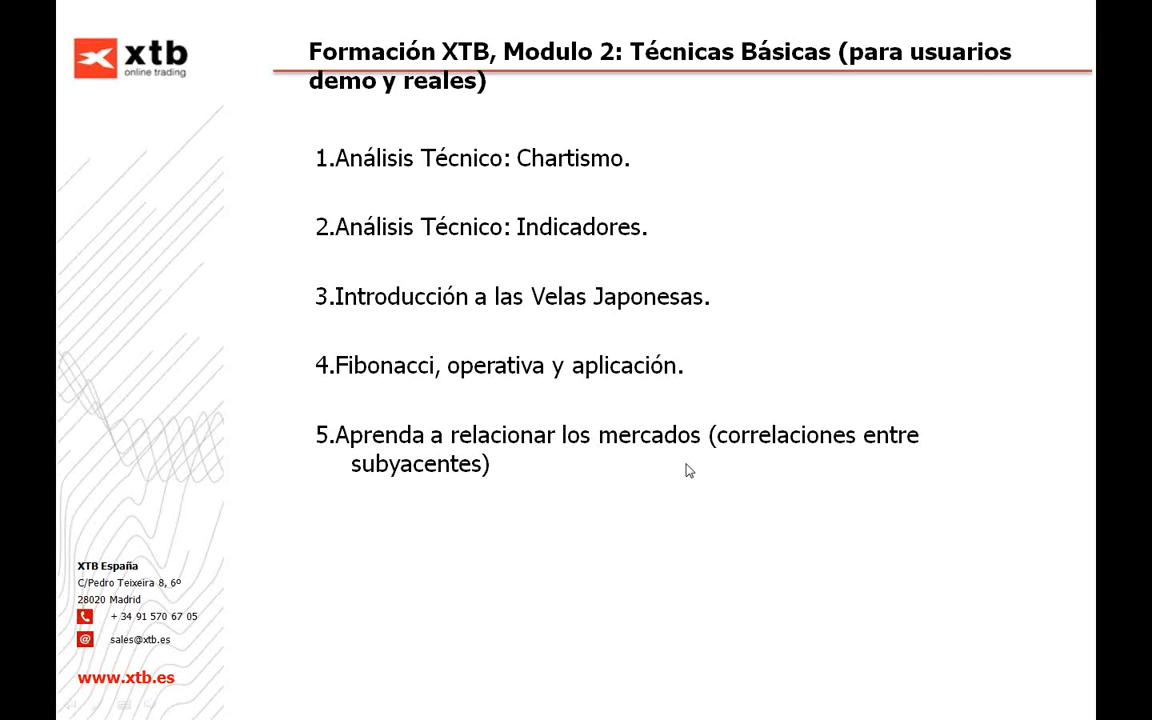 xtb
online trading
Formación XTB, Modulo 2: Técnicas Básicas (para usuarios
demo y reales)
1.Análisis Técnico: Chartismo.
2.Análisis Técnico: Indicadores.
3.Introducción a las Velas Japonesas.
4.Fibonacci, operativa y aplicación.
5.Aprenda a relacionar los mercados (correlaciones entre
subyacentes)
XTB España
C/Pedro Teixeira 8, 6º
28020 Madrid
+ 34 91 570 67 05
@ sales@xtb.es
www.xtb.es